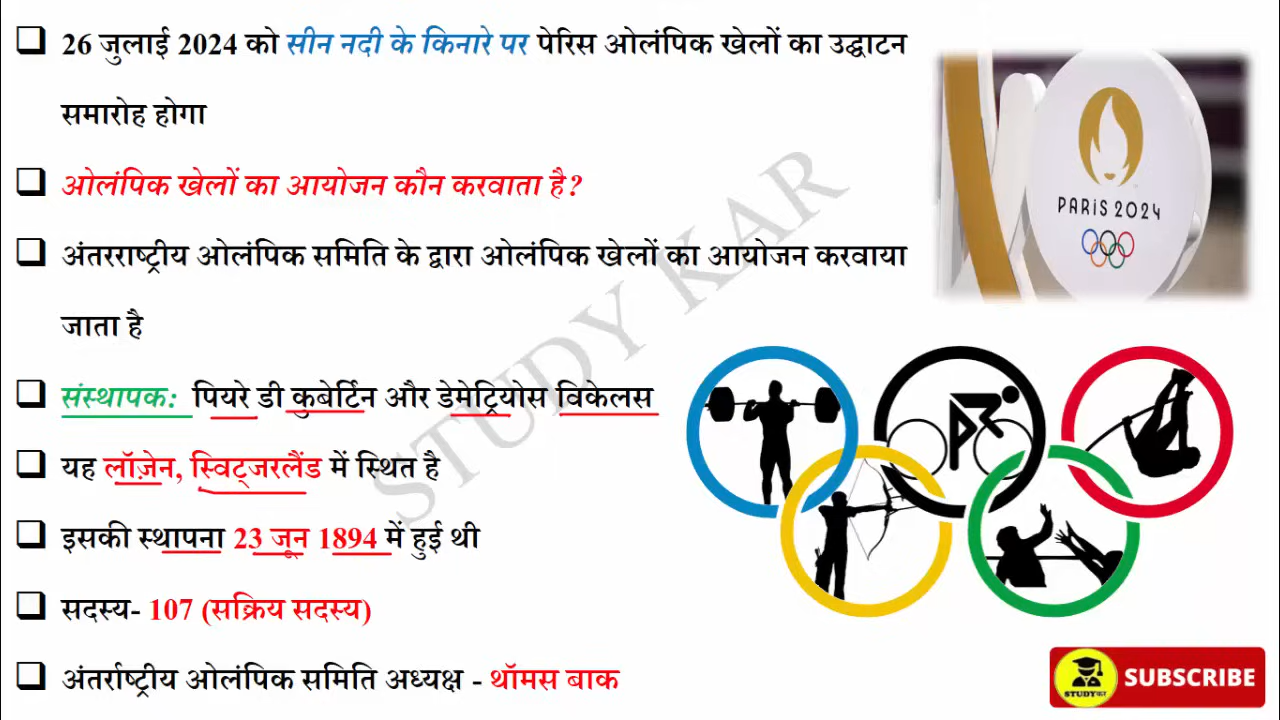 26 जुलाई 2024 को सीन नदी के किनारे पर पेरिस ओलंपिक खेलों का उद्घाटन
समारोह होगा
ओलंपिक खेलों का आयोजन कौन करवाता है?
अंतरराष्ट्रीय ओलंपिक समिति के द्वारा ओलंपिक खेलों का आयोजन करवाया
जाता है
संस्थापक: पियरे डी कुबेर्टिन और डेमेट्रियोस विकेलस
यह लॉज़ेन, स्विट्जरलैंड में स्थित है
इसकी स्थापना 23 जून 1894 में हुई थी
सदस्य- 107 (सक्रिय सदस्य)
अंतर्राष्ट्रीय ओलंपिक समिति अध्यक्ष - थॉमस बाक
PARIS 2024
STUDY KAR
STUDYकर
SUBSCRIBE